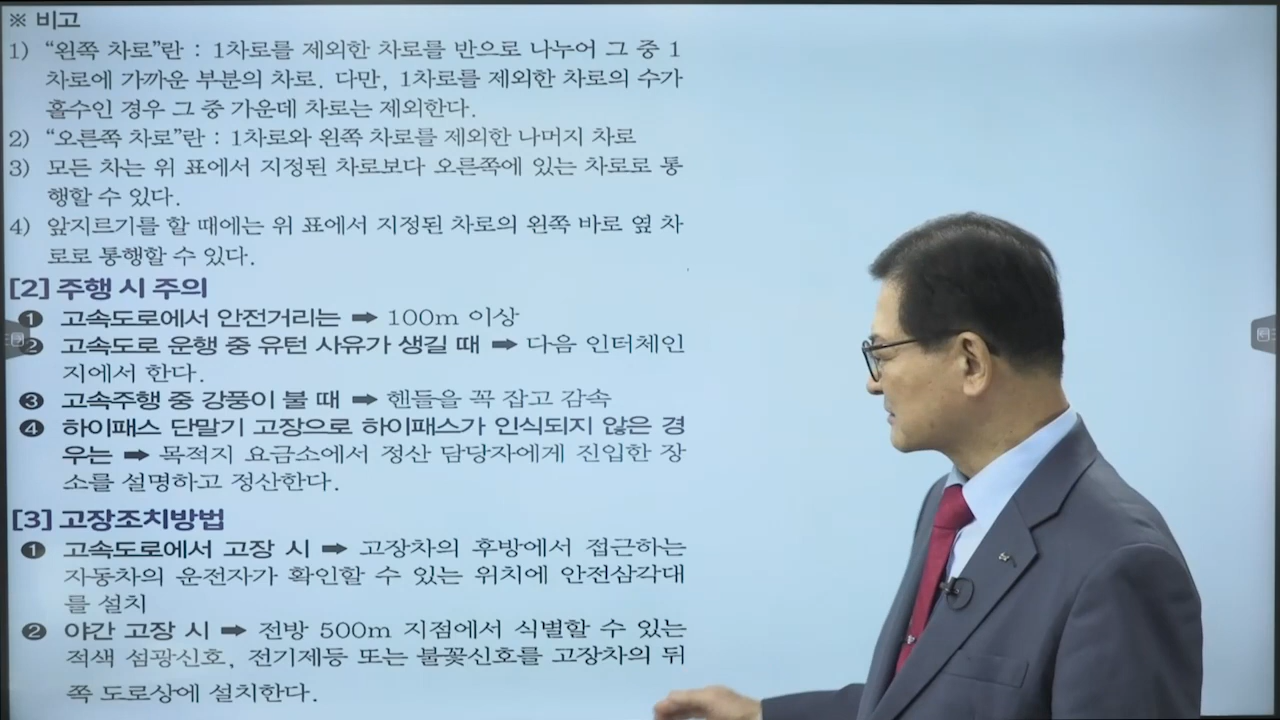 ※ 비고
1) “왼쪽 차로”란 : 1차로를 제외한 차로를 반으로 나누어 그 중 1
차로에 가까운 부분의 차로. 다만, 1차로를 제외한 차로의 수가
홀수인 경우 그 중 가운데 차로는 제외한다.
2) “오른쪽 차로”란 : 1차로와 왼쪽 차로를 제외한 나머지 차로
3) 모든 차는 위 표에서 지정된 차로보다 오른쪽에 있는 차로로 통
행할 수 있다.
4) 앞지르기를 할 때에는 위 표에서 지정된 차로의 왼쪽 바로 옆 차
로로 통행할 수 있다.
[2] 주행 시 주의
❶ 고속도로에서 안전거리는 ➡ 100m 이상
❷ 고속도로 운행 중 유턴 사유가 생길 때 ➡ 다음 인터체인
지에서 한다.
❸ 고속주행 중 강풍이 불 때 ➡ 핸들을 꼭 잡고 감속
❹ 하이패스 단말기 고장으로 하이패스가 인식되지 않은 경
우는 ➡ 목적지 요금소에서 정산 담당자에게 진입한 장
소를 설명하고 정산한다.
[3] 고장조치방법
❶ 고속도로에서 고장 시 ➡ 고장차의 후방에서 접근하는
자동차의 운전자가 확인할 수 있는 위치에 안전삼각대
를 설치
❷ 야간 고장 시 ➡ 전방 500m 지점에서 식별할 수 있는
적색 섬광신호, 전기제등 또는 불꽃신호를 고장차의 뒤
쪽 도로상에 설치한다.